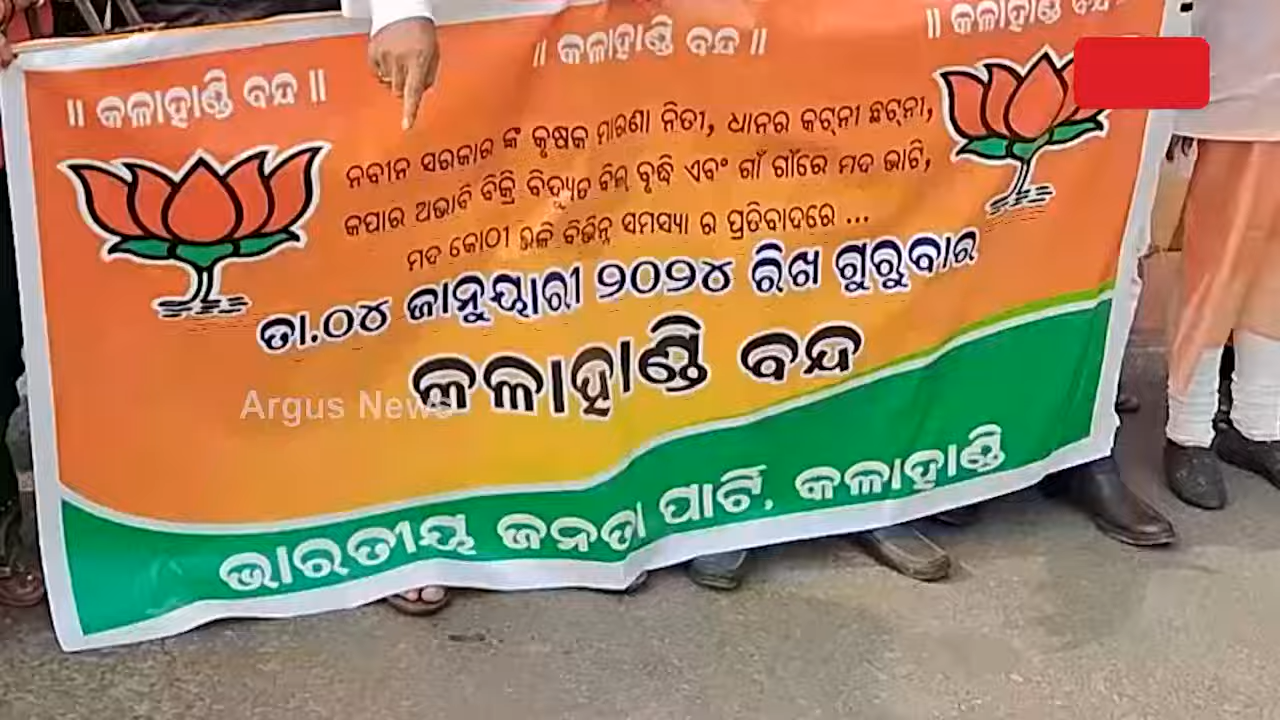 ॥ କଳାହାଣ୍ଡି ବନ୍ଦ ॥
॥ କଳାହାଣ୍ଡି ବନ୍ଦ ॥
॥ କଳାହାଣ୍ଡି ବନ୍ଦ
ନବୀନ ସରକାର ଙ୍କ କୃଷକ ମାରଣା ନିତୀ, ଧାନର କଟ୍‌ନୀ ଛଟ୍‌ନୀ,
କପାର ଅଭାବି ବିକ୍ରି ବିଦ୍ୟୁତ ବିଲ୍ ବୃଦ୍ଧି ଏବଂ ଗାଁ ଗାଁରେ ମଦ ଭାଟି,
ମଦ କୋଠୀ ଭଳି ବିଭିନ୍ନ ସମସ୍ୟା ର ପ୍ରତିବାଦରେ ...
ତା.୦୪ ଜାନୁୟାରୀ ୨୦୨୪ ରିଖ ଗୁରୁବାର
କଳାହାଣ୍ଡି ବନ୍ଦ
Argus News
ଭାରତୀୟ ଜନତା ପାର୍ଟି, କଳାହାଣ୍ଡି